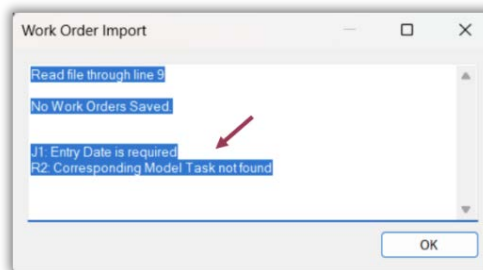 Work Order Import
Read file through line 9
No Work Orders Saved.
J1: Entry Date is required
R2: Corresponding Model Task not found
OK